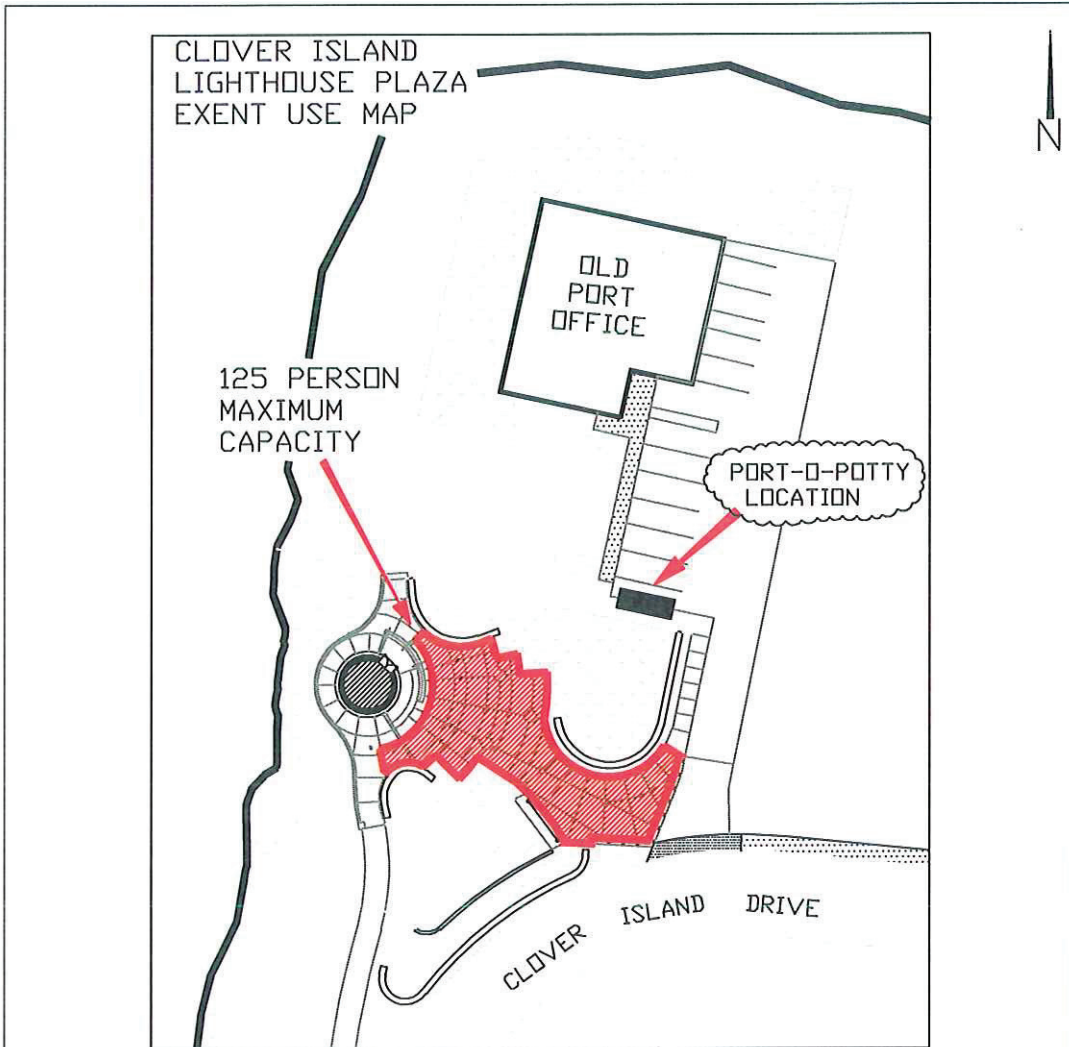 CLOVER ISLAND
LIGHTHOUSE PLAZA
EXENT USE MAP
N
OLD
PORT
OFFICE
125 PERSON
MAXIMUM
CAPACITY
PORT-O-POTTY
LOCATION
CLOVER ISLAND DRIVE